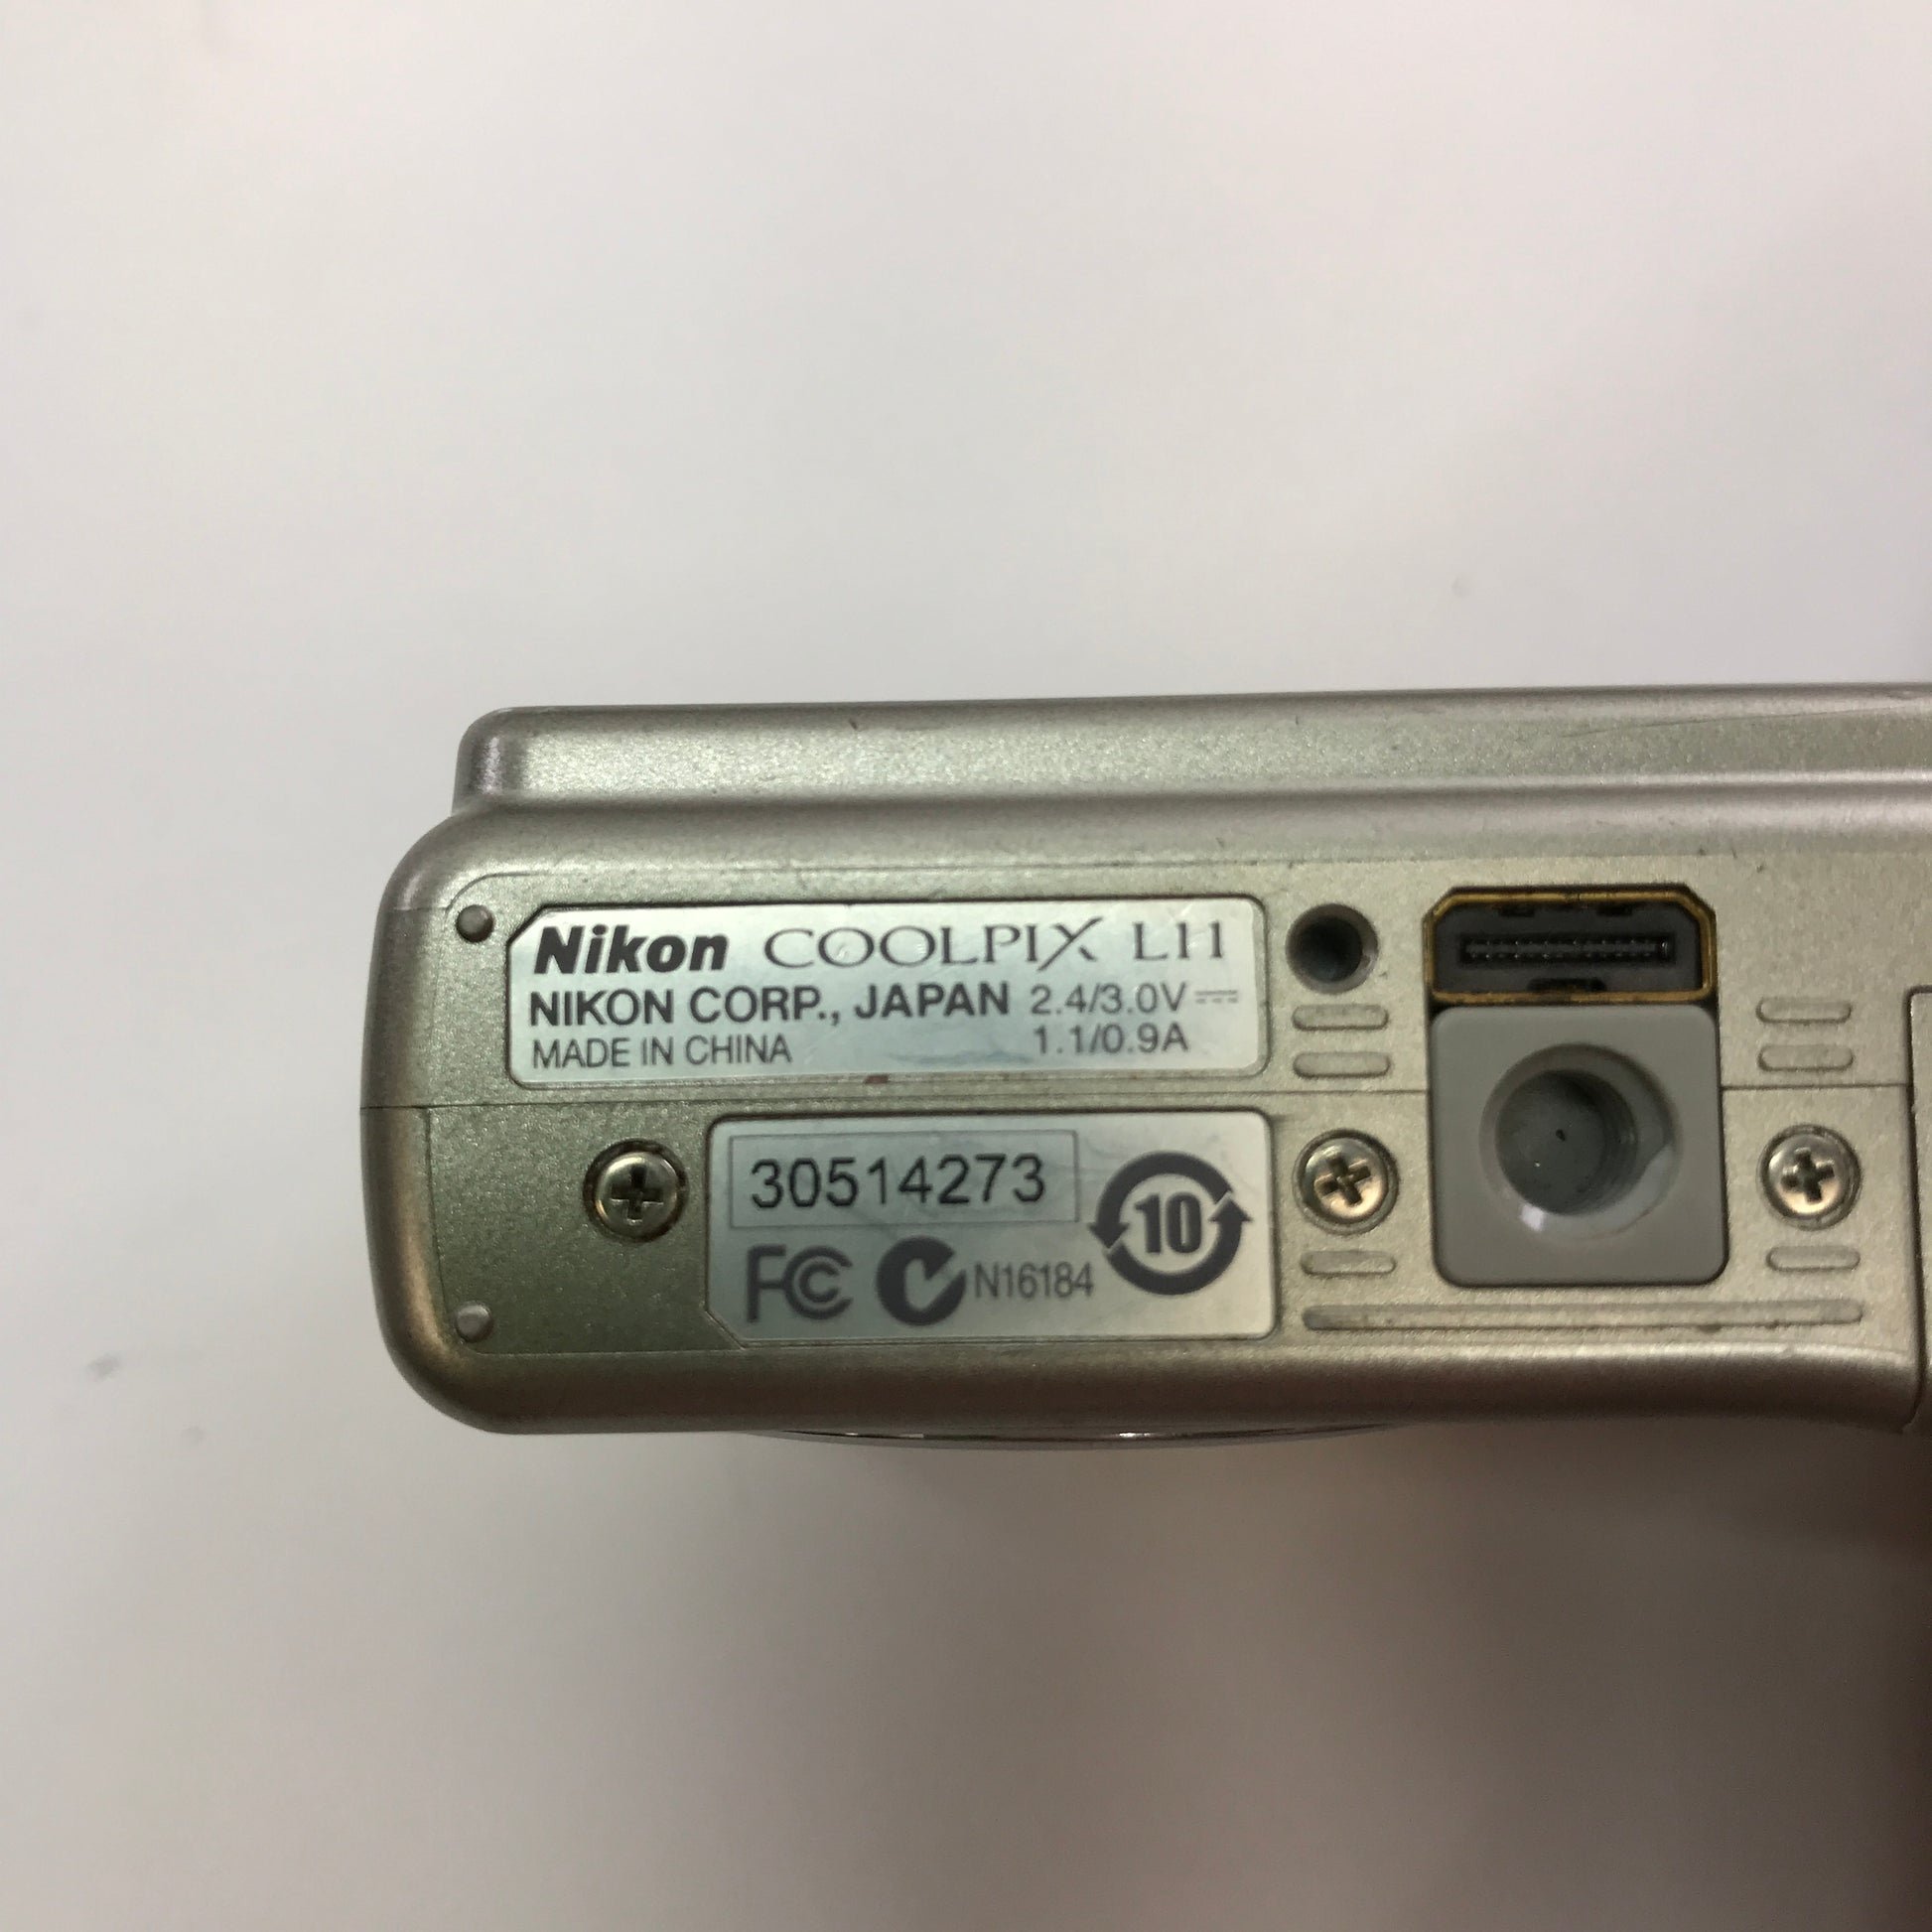 Nikon COOLPIX L11
NIKON CORP., JAPAN 2.4/3.0V⎓
MADE IN CHINA 1.1/0.9A
30514273
10
FC N16184